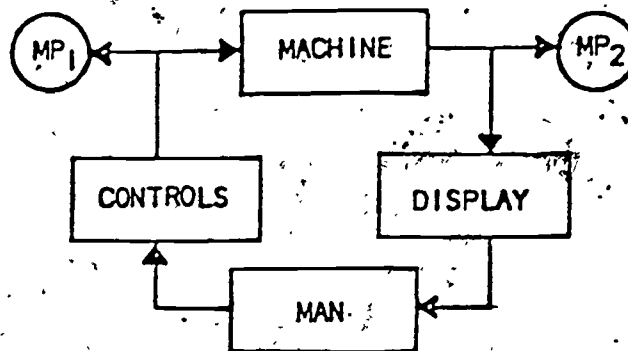 MP1
MACHINE
MP2
CONTROLS
DISPLAY
MAN